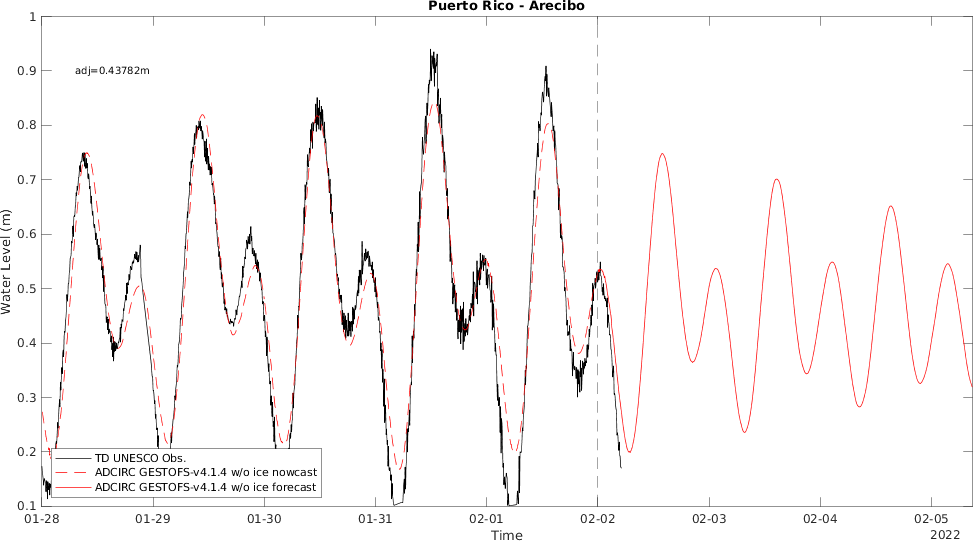 Puerto Rico - Arecibo
adj=0.43782m
Water Level (m)
1
0.9
0.8
0.7
0.6
0.5
0.4
0.3
0.2
0.1
TD UNESCO Obs.
ADCIRC GESTOFS-v4.1.4 w/o ice nowcast
ADCIRC GESTOFS-v4.1.4 w/o ice forecast
01-28 01-29 01-30 01-31 02-01 02-02 02-03 02-04 02-05
Time
2022